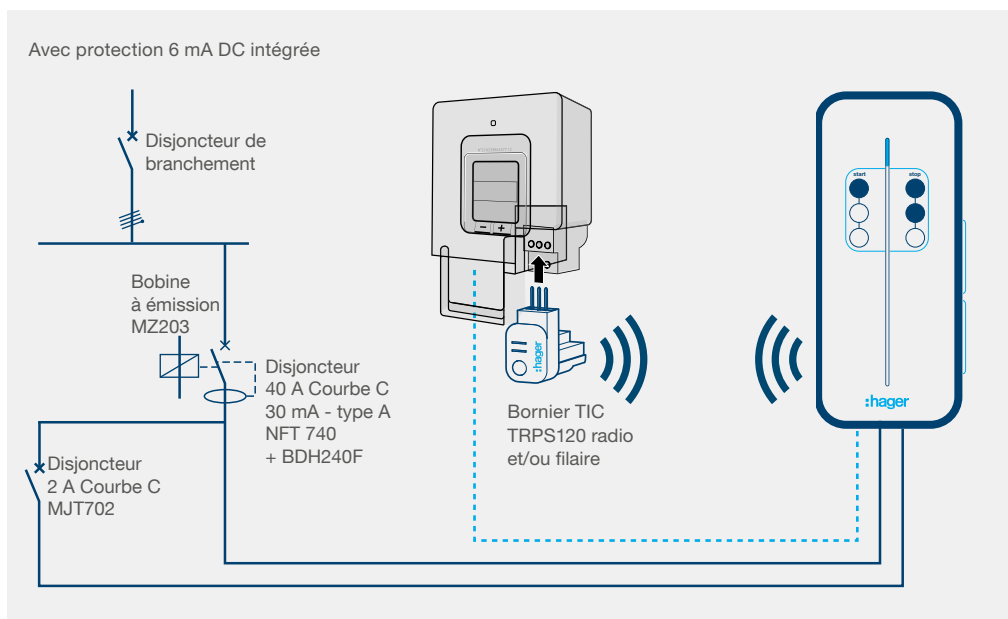 Avec protection 6 mA DC intégrée
Disjoncteur de
branchement
Bobine
à émission
MZ203
Disjoncteur
40 A Courbe C
30 mA - type A
NFT 740
+ BDH240F
Disjoncteur
2 A Courbe C
MJT702
:hager
Bornier TIC
TRPS120 radio
et/ou filaire
start
stop
:hager